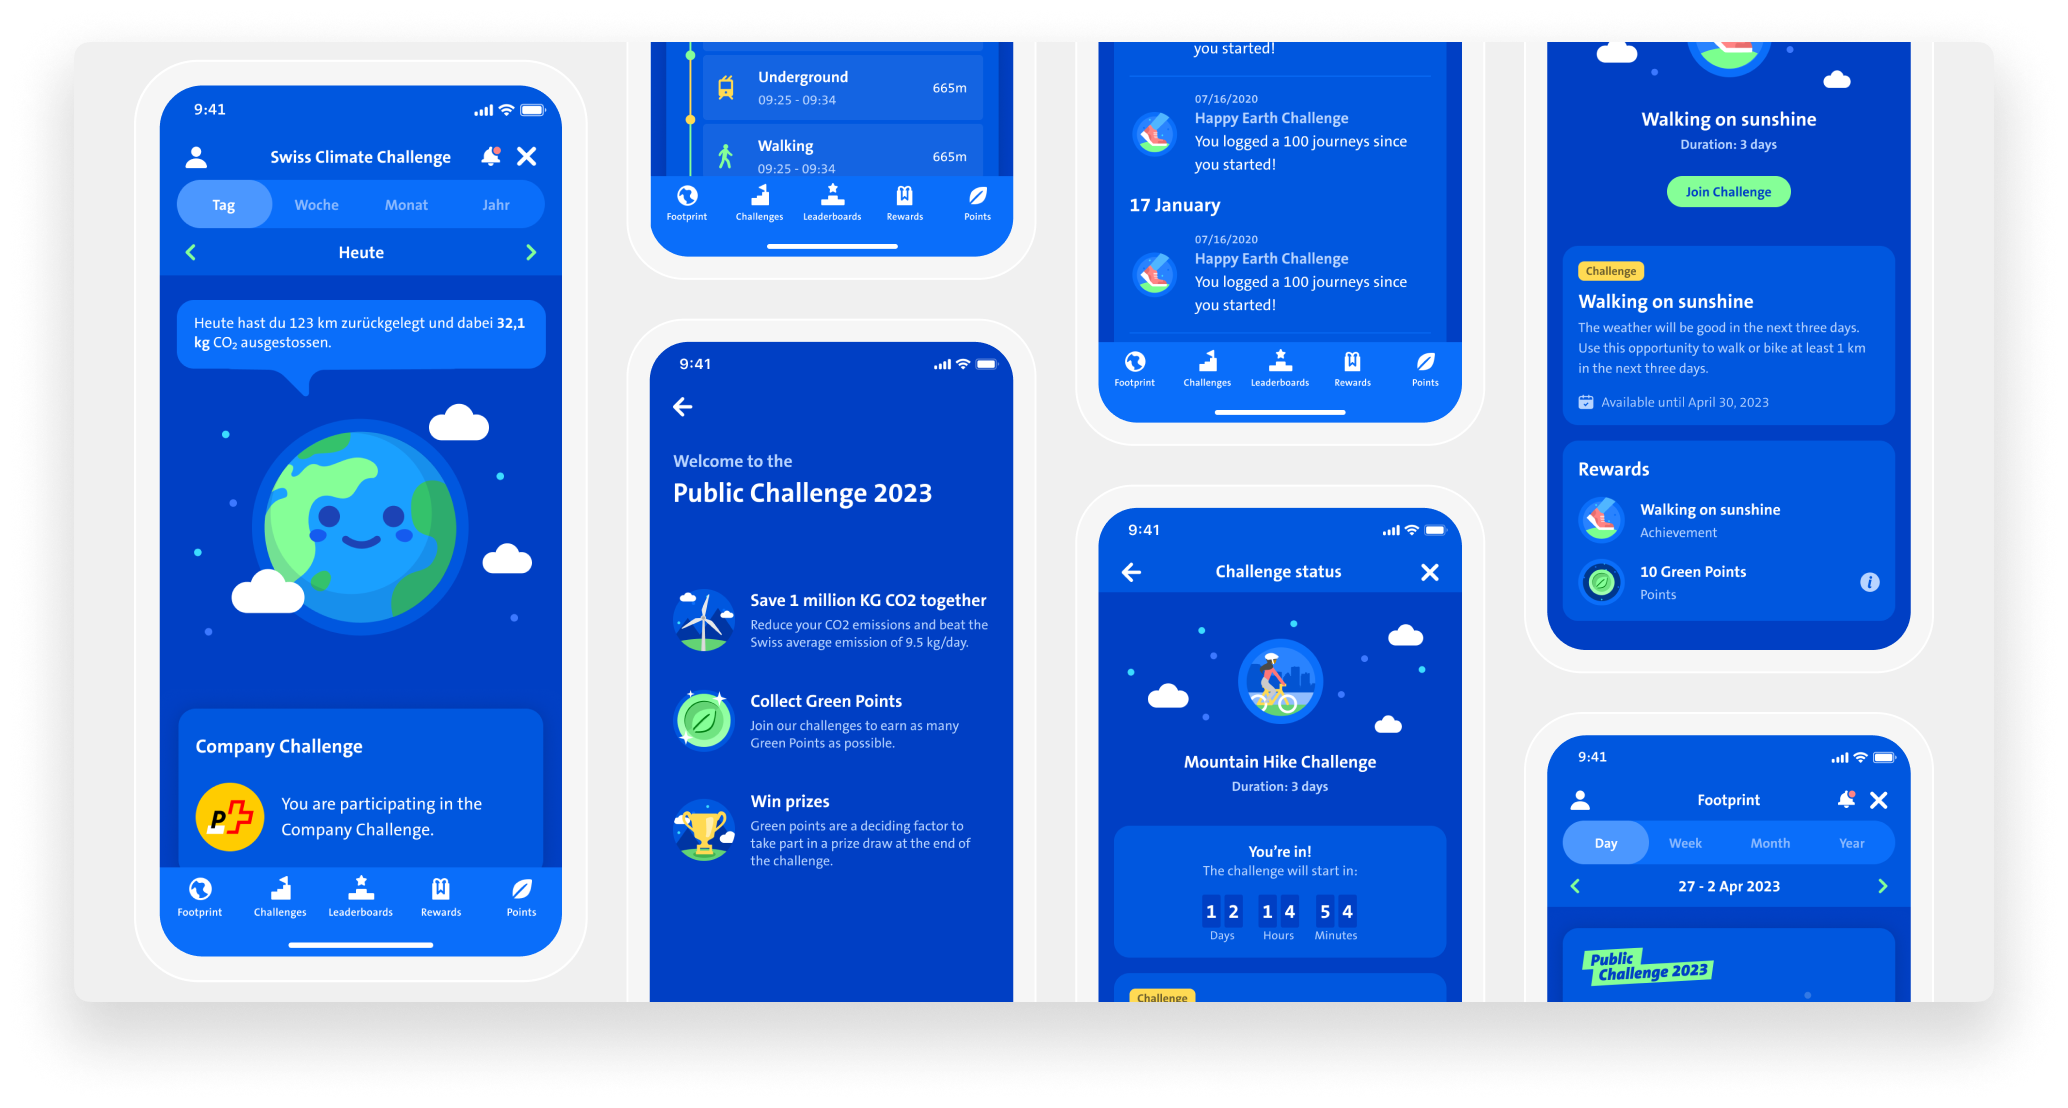 9:41
Swiss Climate Challenge
Tag
Woche
Monat
Jahr
Heute
Heute hast du 123 km zurückgelegt und dabei 32,1
kg CO₂ ausgestossen.
Company Challenge
P
You are participating in the
Company Challenge.
Footprint
Challenges
Leaderboards
Rewards
Points
Underground
09:25 - 09:34
665m
Walking
09:25 - 09:34
665m
Footprint
Challenges
Leaderboards
Rewards
Points
9:41
Welcome to the
Public Challenge 2023
Save 1 million KG CO2 together
Reduce your CO2 emissions and beat the
Swiss average emission of 9.5 kg/day.
Collect Green Points
Join our challenges to earn as many
Green Points as possible.
Win prizes
Green points are a deciding factor to
take part in a prize draw at the end of
the challenge.
you started!
07/16/2020
Happy Earth Challenge
You logged a 100 journeys since
you started!
17 January
07/16/2020
Happy Earth Challenge
You logged a 100 journeys since
you started!
Footprint
Challenges
Leaderboards
Rewards
Points
9:41
Challenge status
Mountain Hike Challenge
Duration: 3 days
You're in!
The challenge will start in:
1 2 1 4 5 4
Days Hours Minutes
Challenge
Walking on sunshine
Duration: 3 days
Join Challenge
Challenge
Walking on sunshine
The weather will be good in the next three days.
Use this opportunity to walk or bike at least 1 km
in the next three days.
Available until April 30, 2023
Rewards
Walking on sunshine
Achievement
10 Green Points
Points
i
9:41
Footprint
Day
Week
Month
Year
27 - 2 Apr 2023
Public
Challenge 2023